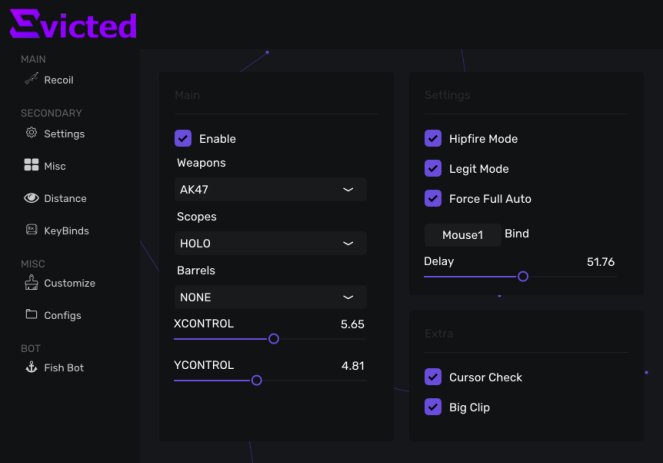 Evicted
MAIN
Recoil
SECONDARY
Settings
Misc
Distance
KeyBinds
MISC
Customize
Configs
BOT
Fish Bot
Main
Enable
Weapons
AK47
Scopes
HOLO
Barrels
NONE
XCONTROL 5.65
YCONTROL 4.81
Settings
Hipfire Mode
Legit Mode
Force Full Auto
Mouse1 Bind
Delay 51.76
Extra
Cursor Check
Big Clip